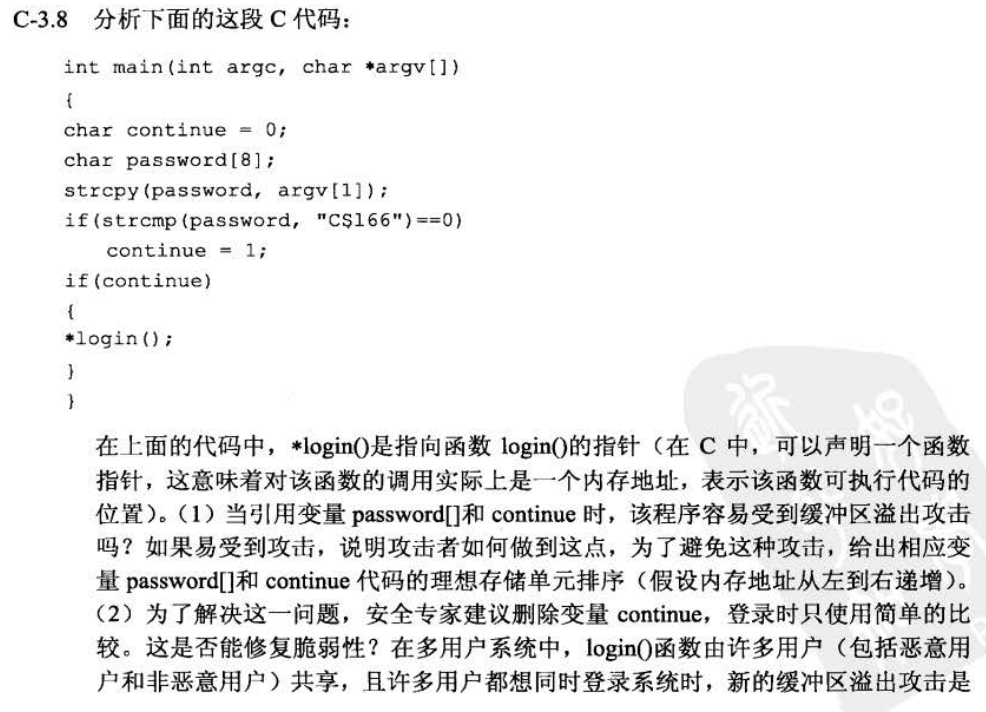 C-3.8 分析下面的这段 C 代码：
int main(int argc, char *argv[])
{
char continue = 0;
char password[8];
strcpy(password, argv[1]);
if(strcmp(password, "CS166")==0)
continue = 1;
if(continue)
{
*login();
}
}
在上面的代码中，*login()是指向函数 login()的指针（在 C 中，可以声明一个函数
指针，这意味着对该函数的调用实际上是一个内存地址，表示该函数可执行代码的
位置）。（1）当引用变量 password[]和 continue 时，该程序容易受到缓冲区溢出攻击
吗？如果易受到攻击，说明攻击者如何做到这点，为了避免这种攻击，给出相应变
量 password[]和 continue 代码的理想存储单元排序（假设内存地址从左到右递增）。
（2）为了解决这一问题，安全专家建议删除变量 continue，登录时只使用简单的比
较。这是否能修复脆弱性？在多用户系统中，login()函数由许多用户（包括恶意用
户和非恶意用户）共享，且许多用户都想同时登录系统时，新的缓冲区溢出攻击是